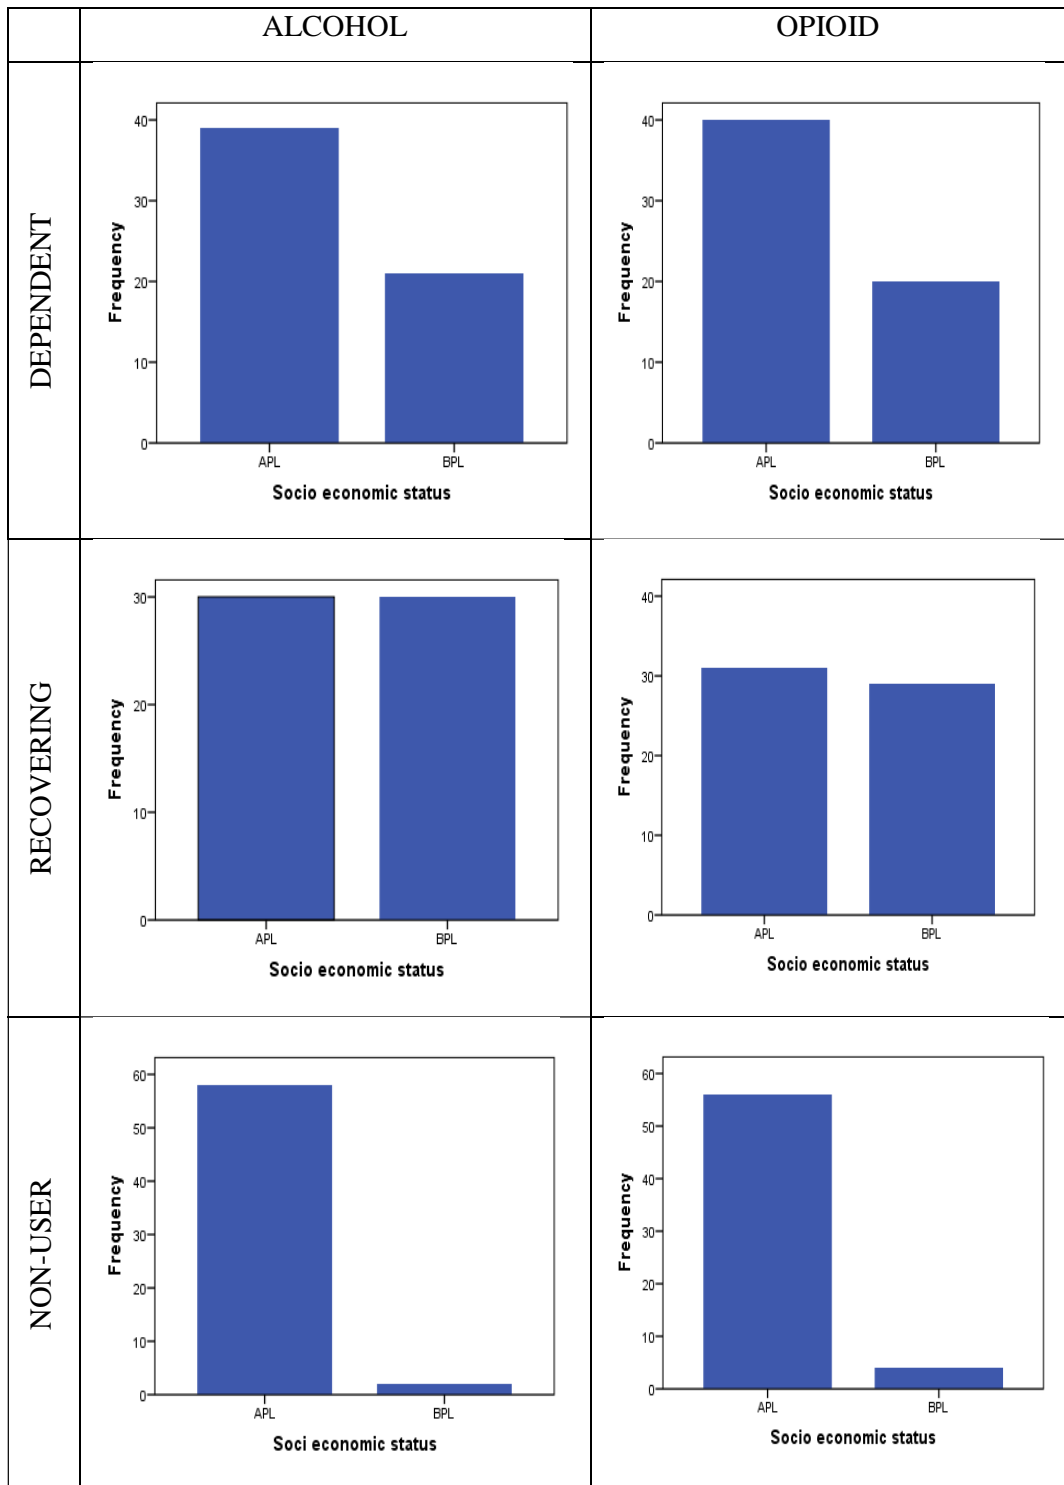 ALCOHOL OPIOID
DEPENDENT
40
30
20
10
0
Frequency
APL BPL
Socio economic status
40
30
20
10
0
Frequency
APL BPL
Socio economic status
RECOVERING
30
20
10
0
Frequency
APL BPL
Socio economic status
40
30
20
10
0
Frequency
APL BPL
Socio economic status
NON-USER
60
50
40
30
20
10
0
Frequency
APL BPL
Soci economic status
60
50
40
30
20
10
0
Frequency
APL BPL
Socio economic status